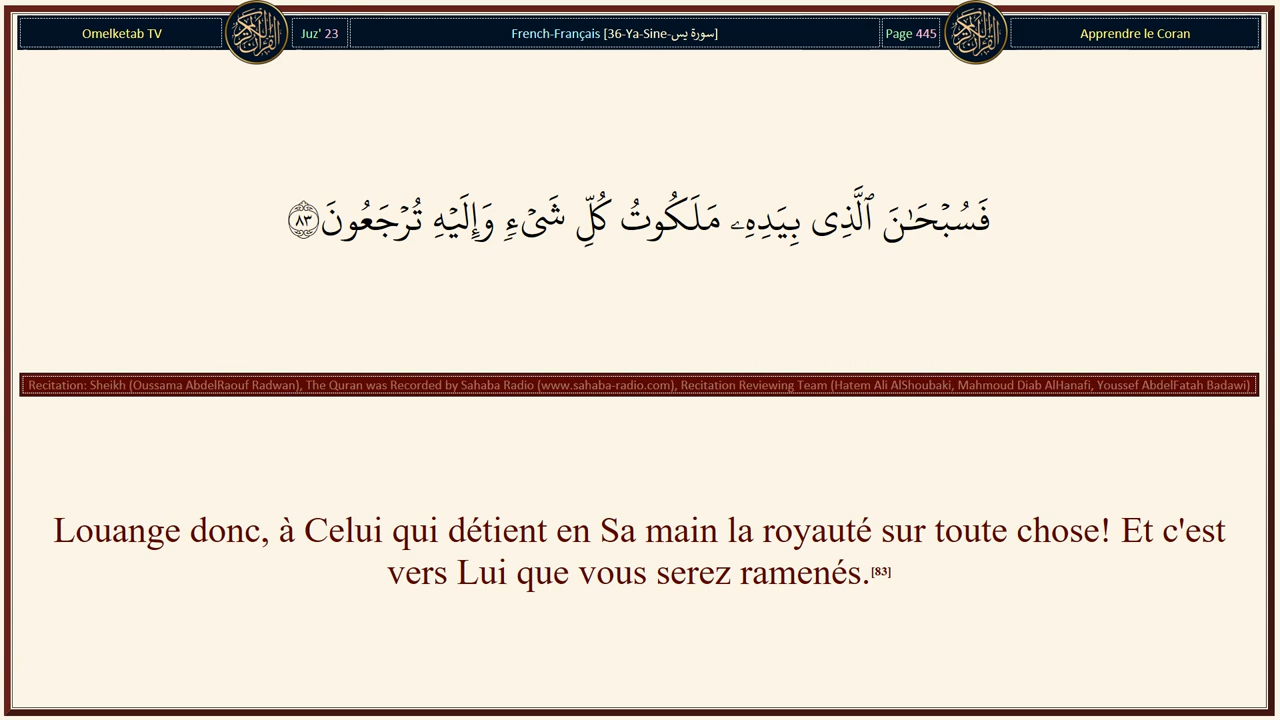 Omelketab TV
Juz' 23
French-Français [36-Ya-Sine-سورة يس]
Page 445
Apprendre le Coran
فَسُبْحَـٰنَ ٱلَّذِى بِيَدِهِۦ مَلَكُوتُ كُلِّ شَىْءٍ وَإِلَيْهِ تُرْجَعُونَ ٨٣
Recitation: Sheikh (Oussama AbdelRaouf Radwan), The Quran was Recorded by Sahaba Radio (www.sahaba-radio.com), Recitation Reviewing Team (Hatem Ali AlShoubaki, Mahmoud Diab AlHanafi, Youssef AbdelFatah Badawi)
Louange donc, à Celui qui détient en Sa main la royauté sur toute chose! Et c'est
vers Lui que vous serez ramenés.[83]